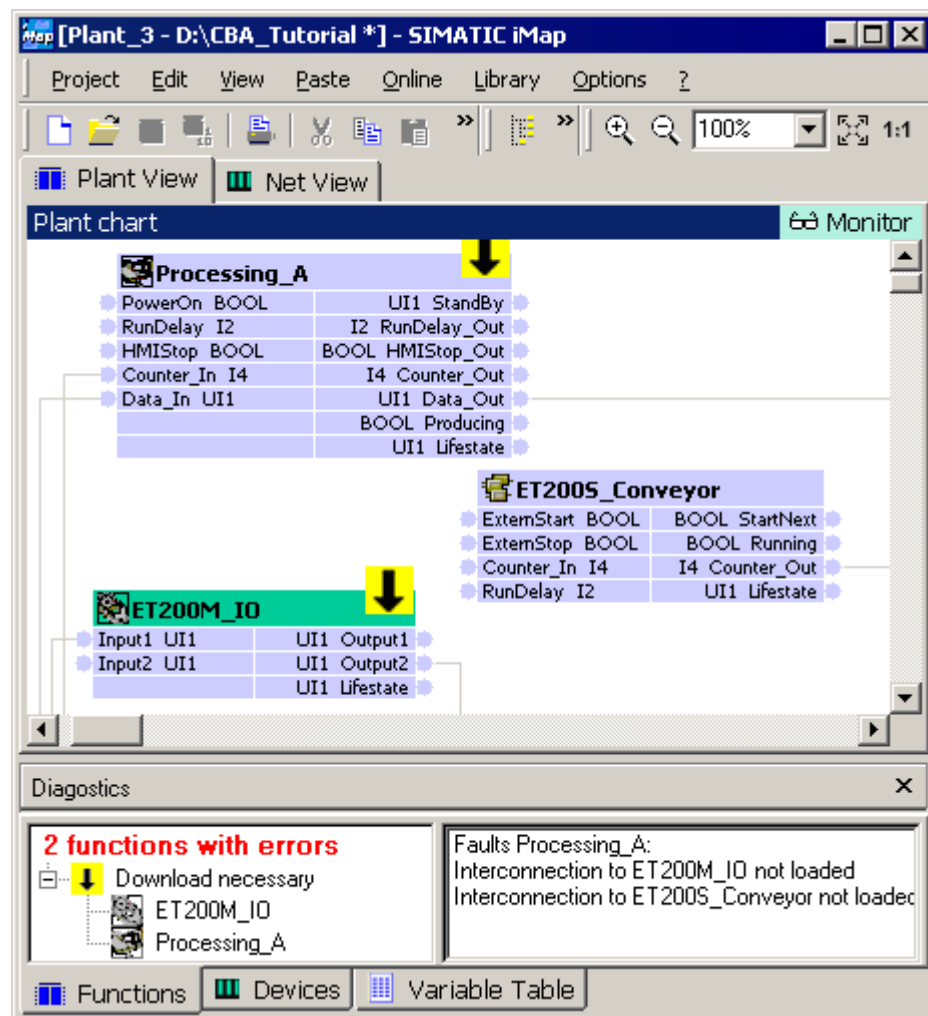 [Plant_3 - D:\CBA_Tutorial *] - SIMATIC iMap
Project Edit View Paste Online Library Options ?
» » 100% 1:1
Plant View Net View
Plant chart Monitor
Processing_A
PowerOn BOOL UI1 StandBy
RunDelay I2 I2 RunDelay_Out
HMIStop BOOL BOOL HMIStop_Out
Counter_In I4 I4 Counter_Out
Data_In UI1 UI1 Data_Out
BOOL Producing
UI1 Lifestate
ET200S_Conveyor
ExternStart BOOL BOOL StartNext
ExternStop BOOL BOOL Running
Counter_In I4 I4 Counter_Out
RunDelay I2 UI1 Lifestate
ET200M_IO
Input1 UI1 UI1 Output1
Input2 UI1 UI1 Output2
UI1 Lifestate
Diagostics
2 functions with errors
Download necessary
ET200M_IO
Processing_A
Faults Processing_A:
Interconnection to ET200M_IO not loaded
Interconnection to ET200S_Conveyor not loaded
Functions Devices Variable Table